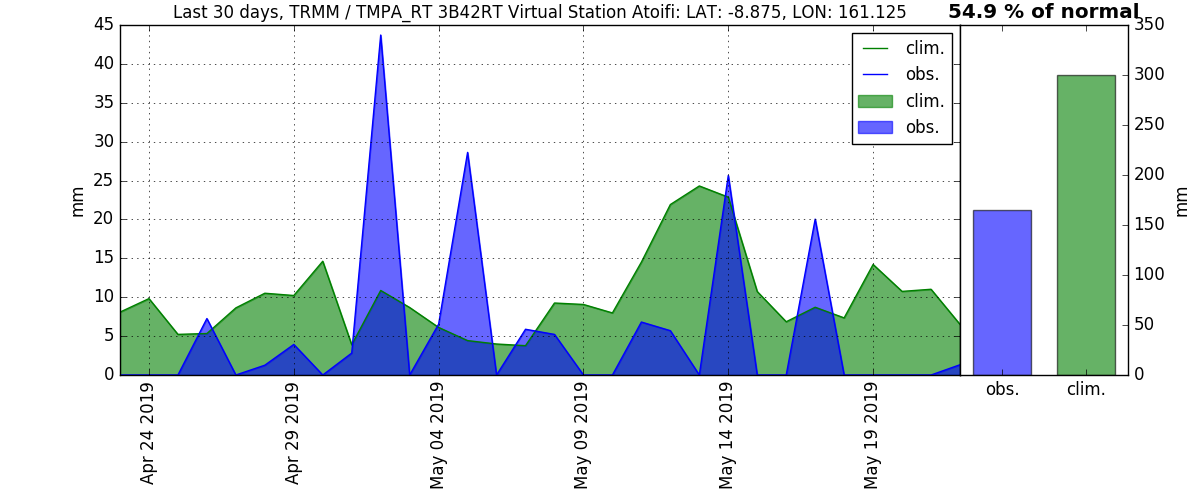 Last 30 days, TRMM / TMPA_RT 3B42RT Virtual Station Atoifi: LAT: -8.875, LON: 161.125
54.9 % of normal
45
40
35
30
25
20
15
10
5
0
mm
clim.
obs.
clim.
obs.
350
300
250
200
150
100
50
0
mm
obs.
clim.
Apr 24 2019
Apr 29 2019
May 04 2019
May 09 2019
May 14 2019
May 19 2019